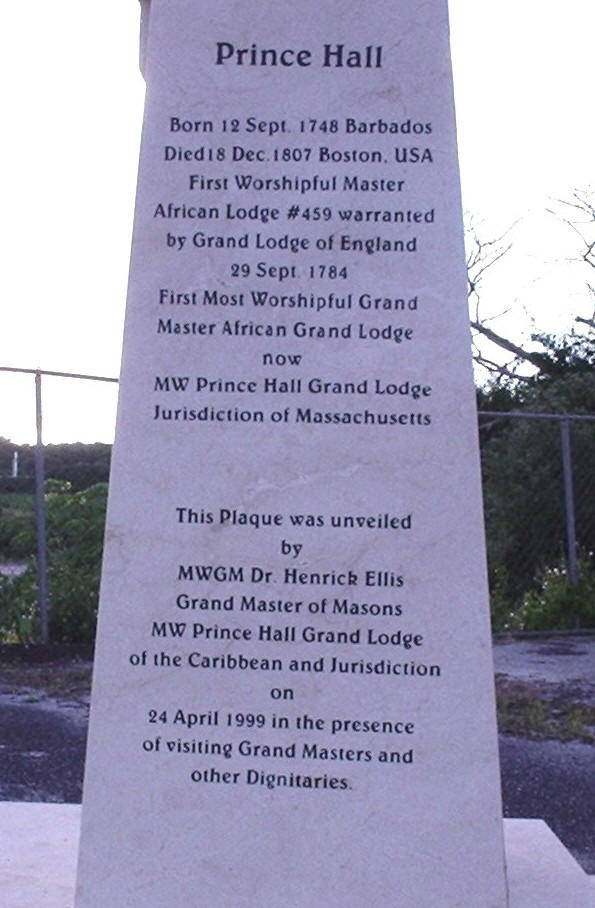 Prince Hall
Born 12 Sept. 1748 Barbados
Died18 Dec.1807 Boston, USA
First Worshipful Master
African Lodge #459 warranted
by Grand Lodge of England
29 Sept. 1784
First Most Worshipful Grand
Master African Grand Lodge
now
MW Prince Hall Grand Lodge
Jurisdiction of Massachusetts
This Plaque was unveiled
by
MWGM Dr. Henrick Ellis
Grand Master of Masons
MW Prince Hall Grand Lodge
of the Caribbean and Jurisdiction
on
24 April 1999 in the presence
of visiting Grand Masters and
other Dignitaries.